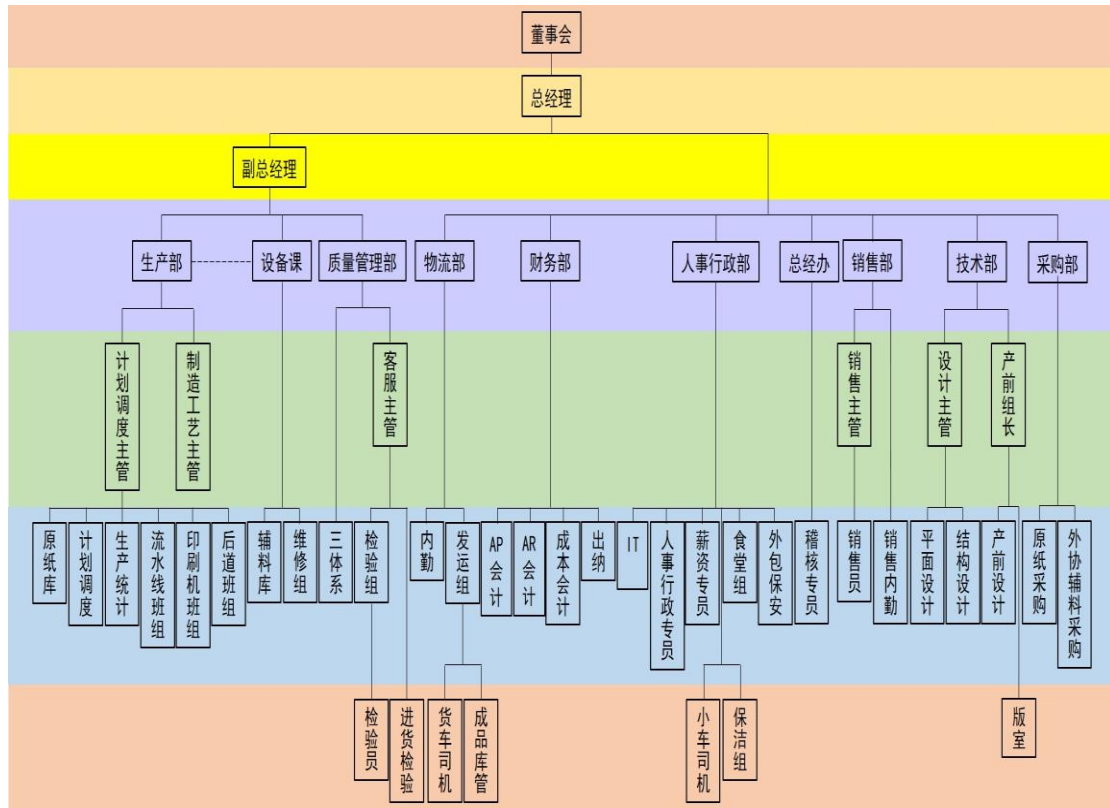 董事会
总经理
副总经理
生产部
设备课
质量管理部
物流部
财务部
人事行政部
总经办
销售部
技术部
采购部
计划调度主管
制造工艺主管
客服主管
销售主管
设计主管
产前组长
原纸库
计划调度
生产统计
流水线班组
印刷机班组
后道班组
辅料库
维修组
三体系
检验组
内勤
发运组
AP会计
AR会计
成本会计
出纳
IT
人事行政专员
薪资专员
食堂组
外包保安
稽核专员
销售员
销售内勤
平面设计
结构设计
产前设计
原纸采购
外协辅料采购
检验员
进货检验
货车司机
成品库管
小车司机
保洁组
版室